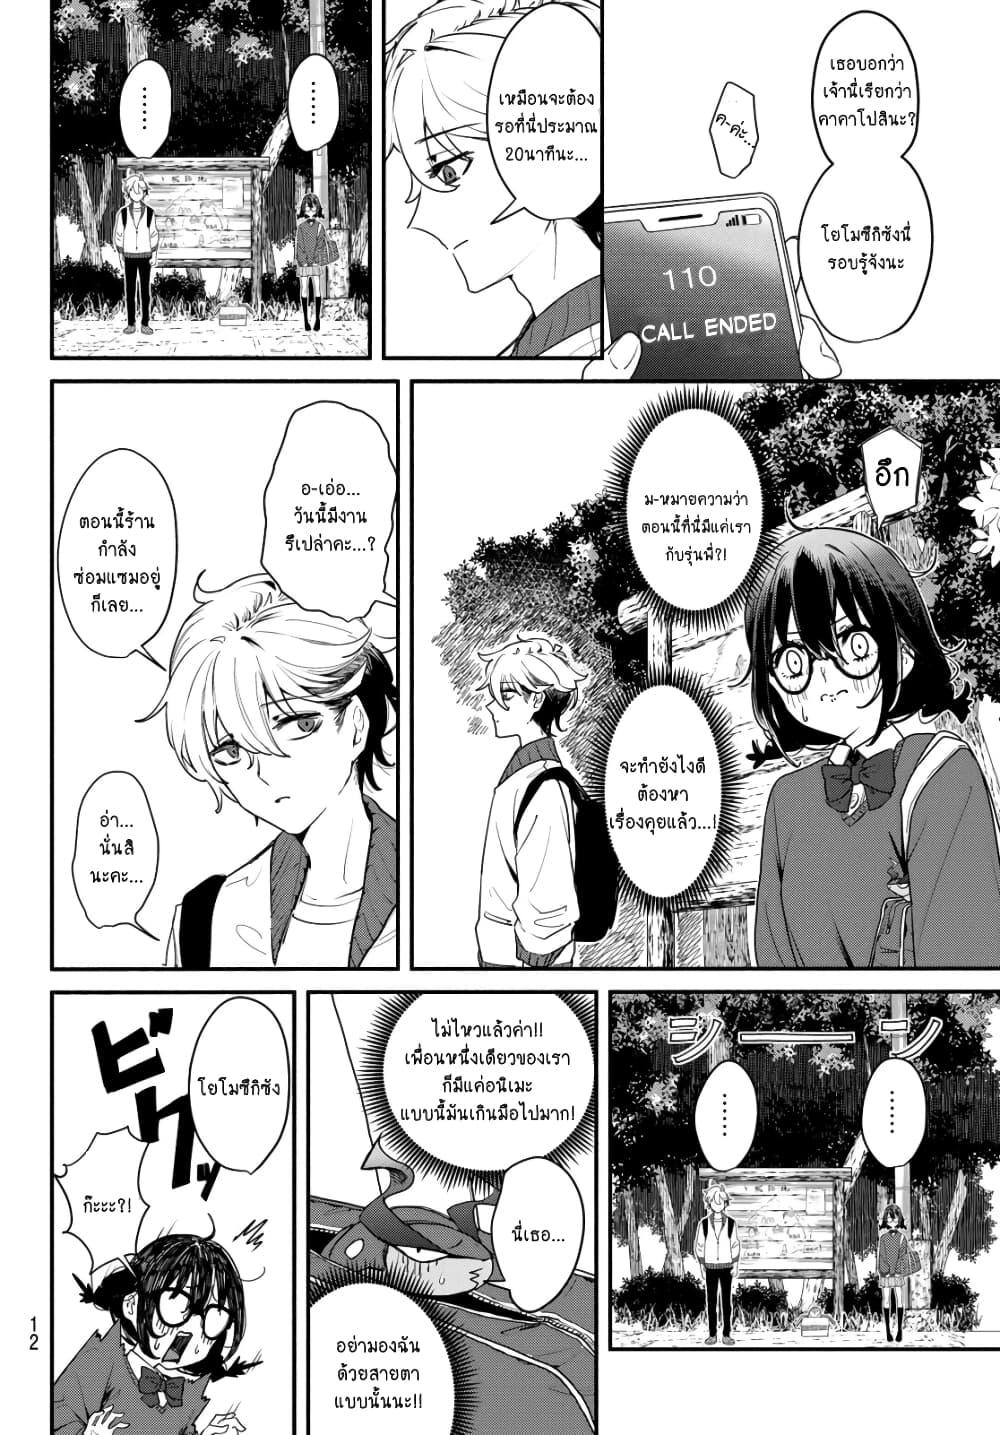 เธอบอกว่า
เจ้านี่เรียกว่า
คาคาโปสินะ?
ค-ค่ะ...
โยโมซึกิซังนี่
รอบรู้จังนะ
110
CALL ENDED
เหมือนจะต้อง
รอที่นี่ประมาณ
20นาทีนะ...
......
......
อึก
ม-หมายความว่า
ตอนนี้ที่นี่มีแค่เรา
กับรุ่นพี่?!
จะทำยังไงดี
ต้องหา
เรื่องคุยแล้ว...!
อ-เอ่อ...
วันนี้มีงาน
รึเปล่าคะ...?
ตอนนี้ร้าน
กำลัง
ซ่อมแซมอยู่
ก็เลย...
อ๋า...
นั่นสิ
นะคะ...
シーーン
......
......
ไม่ไหวแล้วค่า!!
เพื่อนหนึ่งเดียวของเรา
ก็มีแค่อนิเมะ
แบบนี้มันเกินมือไปมาก!
นี่เธอ...
อย่ามองฉัน
ด้วยสายตา
แบบนั้นนะ!!
โยโมซึกิซัง
ビクッ
ก๊ะะะ?!
12